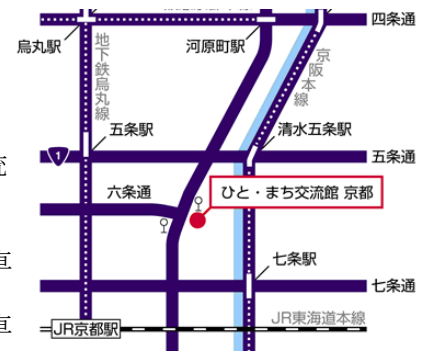 四条通
烏丸駅
河原町駅
地下鉄烏丸線
京阪本線
五条駅
清水五条駅
1
五条通
六条通
ひと・まち交流館 京都
七条駅
七条通
JR東海道本線
JR京都駅